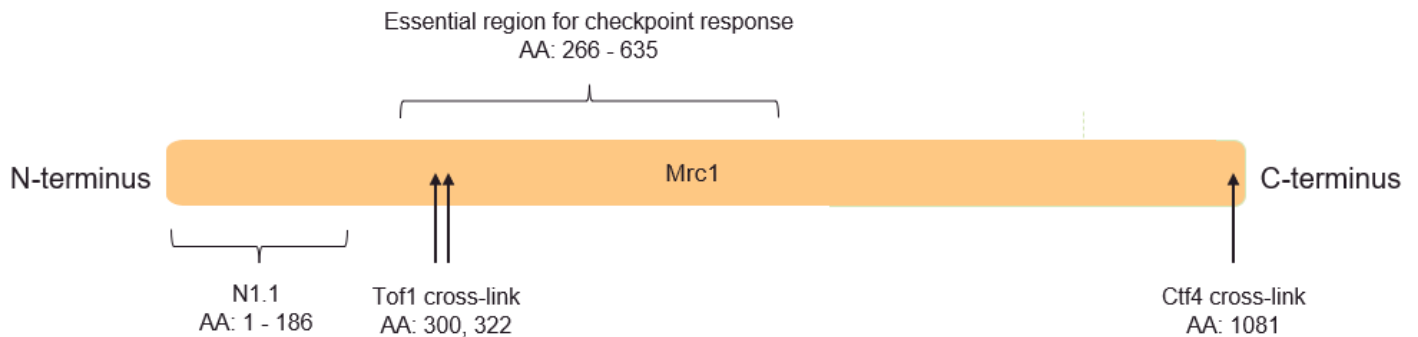 Essential region for checkpoint response
AA: 266 - 635
N-terminus
Mrc1
C-terminus
N1.1
AA: 1 - 186
Tof1 cross-link
AA: 300, 322
Ctf4 cross-link
AA: 1081